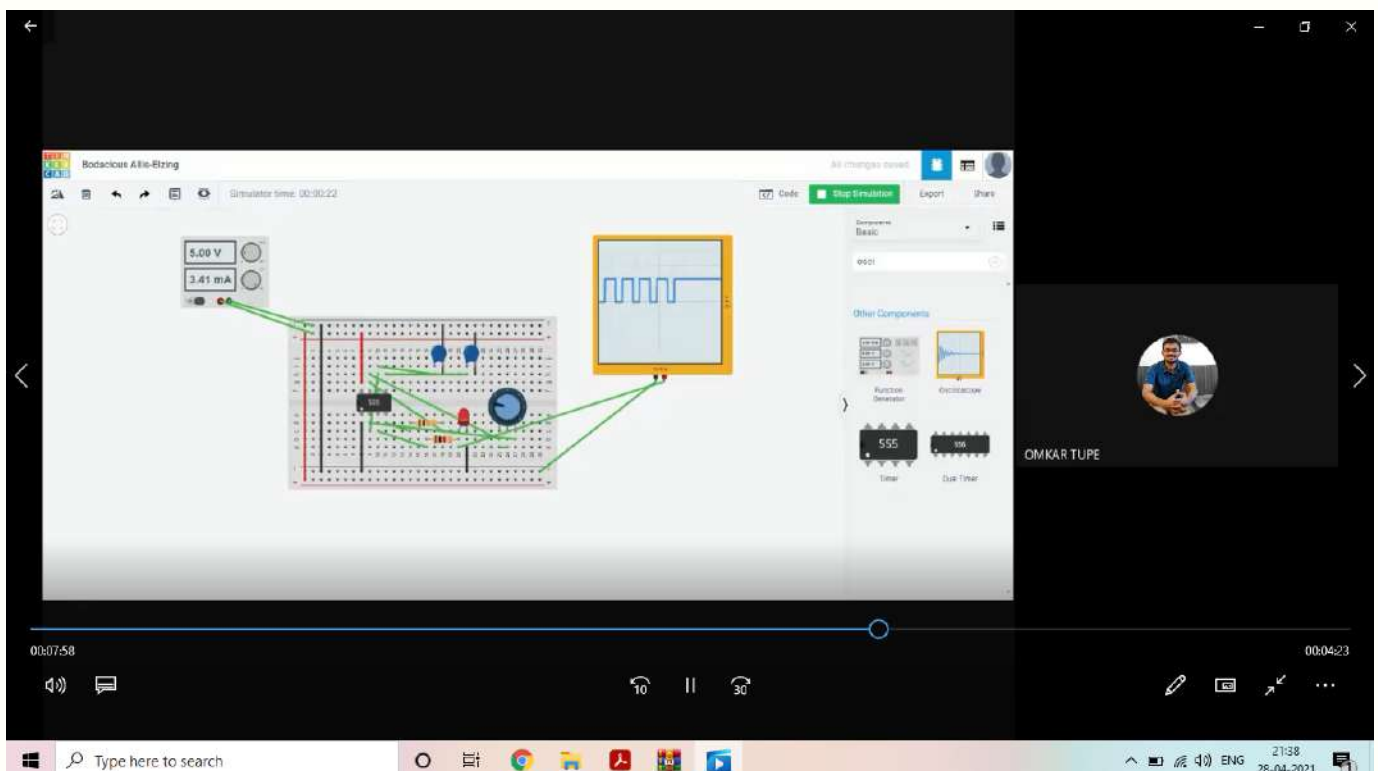 Bodacious Allis-Elzing
All changes saved
Simulator time: 00:00:22
Code
Stop Simulation
Export
Share
Components
Basic
5.00 V
3.41 mA
Other Components
Function
Generator
Oscilloscope
555
555
556
Timer
Dual Timer
OMKAR TUPE
00:07:58
00:04:23
10
30
Type here to search
ENG
21:38
28-04-2021